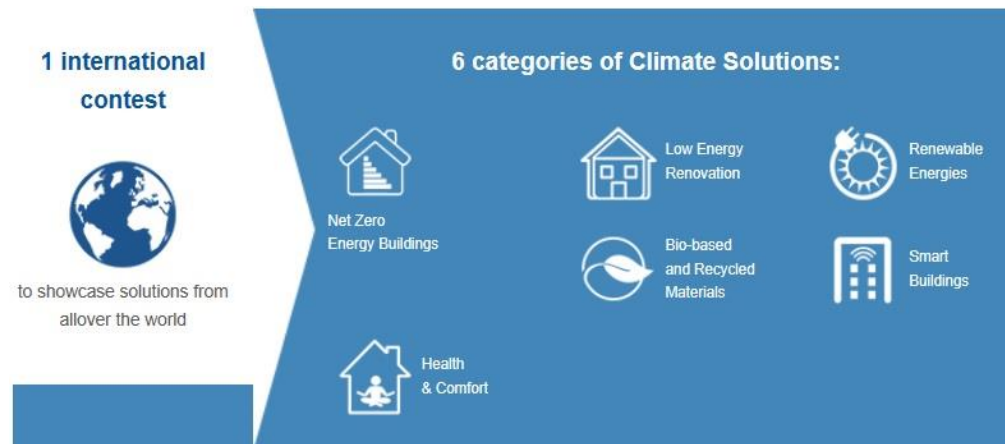 1 international
contest
to showcase solutions from
allover the world
6 categories of Climate Solutions:
Net Zero
Energy Buildings
Low Energy
Renovation
Renewable
Energies
Bio-based
and Recycled
Materials
Smart
Buildings
Health
& Comfort